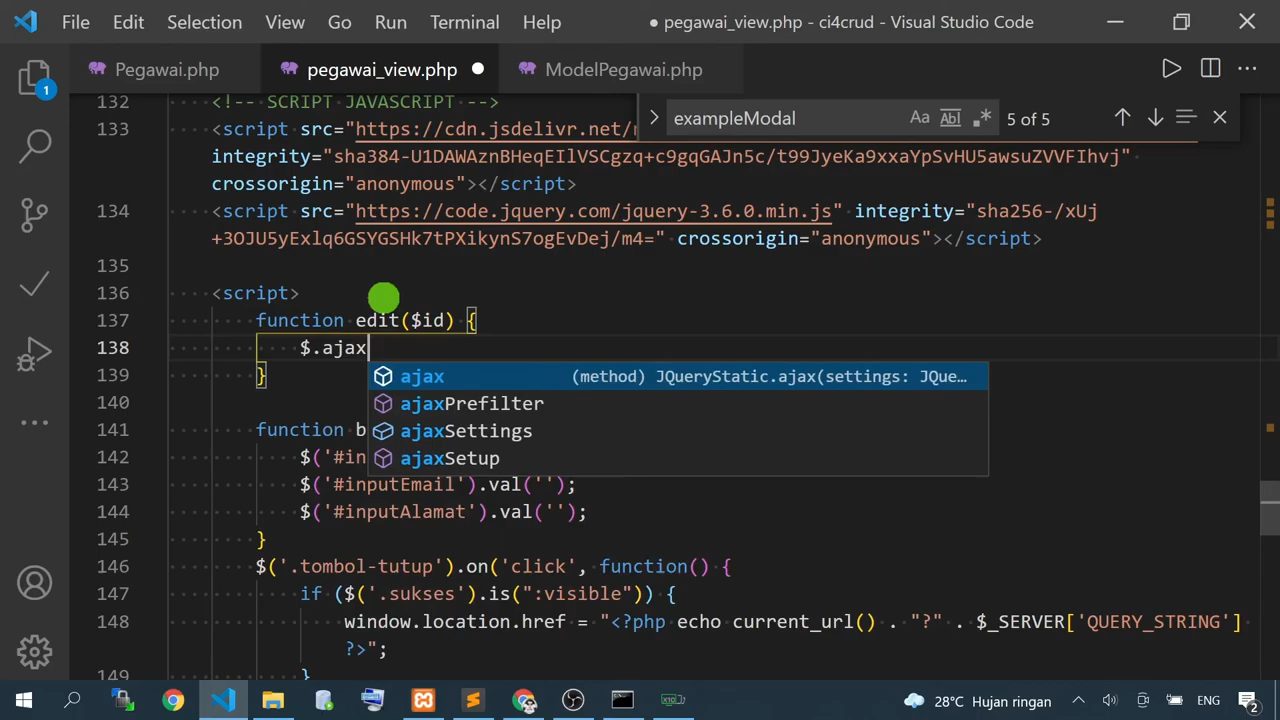 File Edit Selection View Go Run Terminal Help ● pegawai_view.php - ci4crud - Visual Studio Code
Pegawai.php pegawai_view.php ModelPegawai.php
exampleModal Aa Abl .* 5 of 5
132 <!-- SCRIPT JAVASCRIPT -->
133 <script src="https://cdn.jsdelivr.net/
integrity="sha384-U1DAWAznBHeqEIlVSCgzq+c9gqGAJn5c/t99JyeKa9xxaYpSvHU5awsuZVVFIhvj"
crossorigin="anonymous"></script>
134 <script src="https://code.jquery.com/jquery-3.6.0.min.js" integrity="sha256-/xUj
+3OJU5yExlq6GSYGSHk7tPXikynS7ogEvDej/m4=" crossorigin="anonymous"></script>
135
136 <script>
137 function edit($id) {
138 $.ajax
139 }
ajax (method) JQueryStatic.ajax(settings: JQue…
ajaxPrefilter
ajaxSettings
ajaxSetup
140
141 function b
142 $('#in
143 $('#inputEmail').val('');
144 $('#inputAlamat').val('');
145 }
146 $('.tombol-tutup').on('click', function() {
147 if ($('.sukses').is(":visible")) {
148 window.location.href = "<?php echo current_url() . "?" . $_SERVER['QUERY_STRING']
?>";
149 }
1
28°C Hujan ringan ENG 2